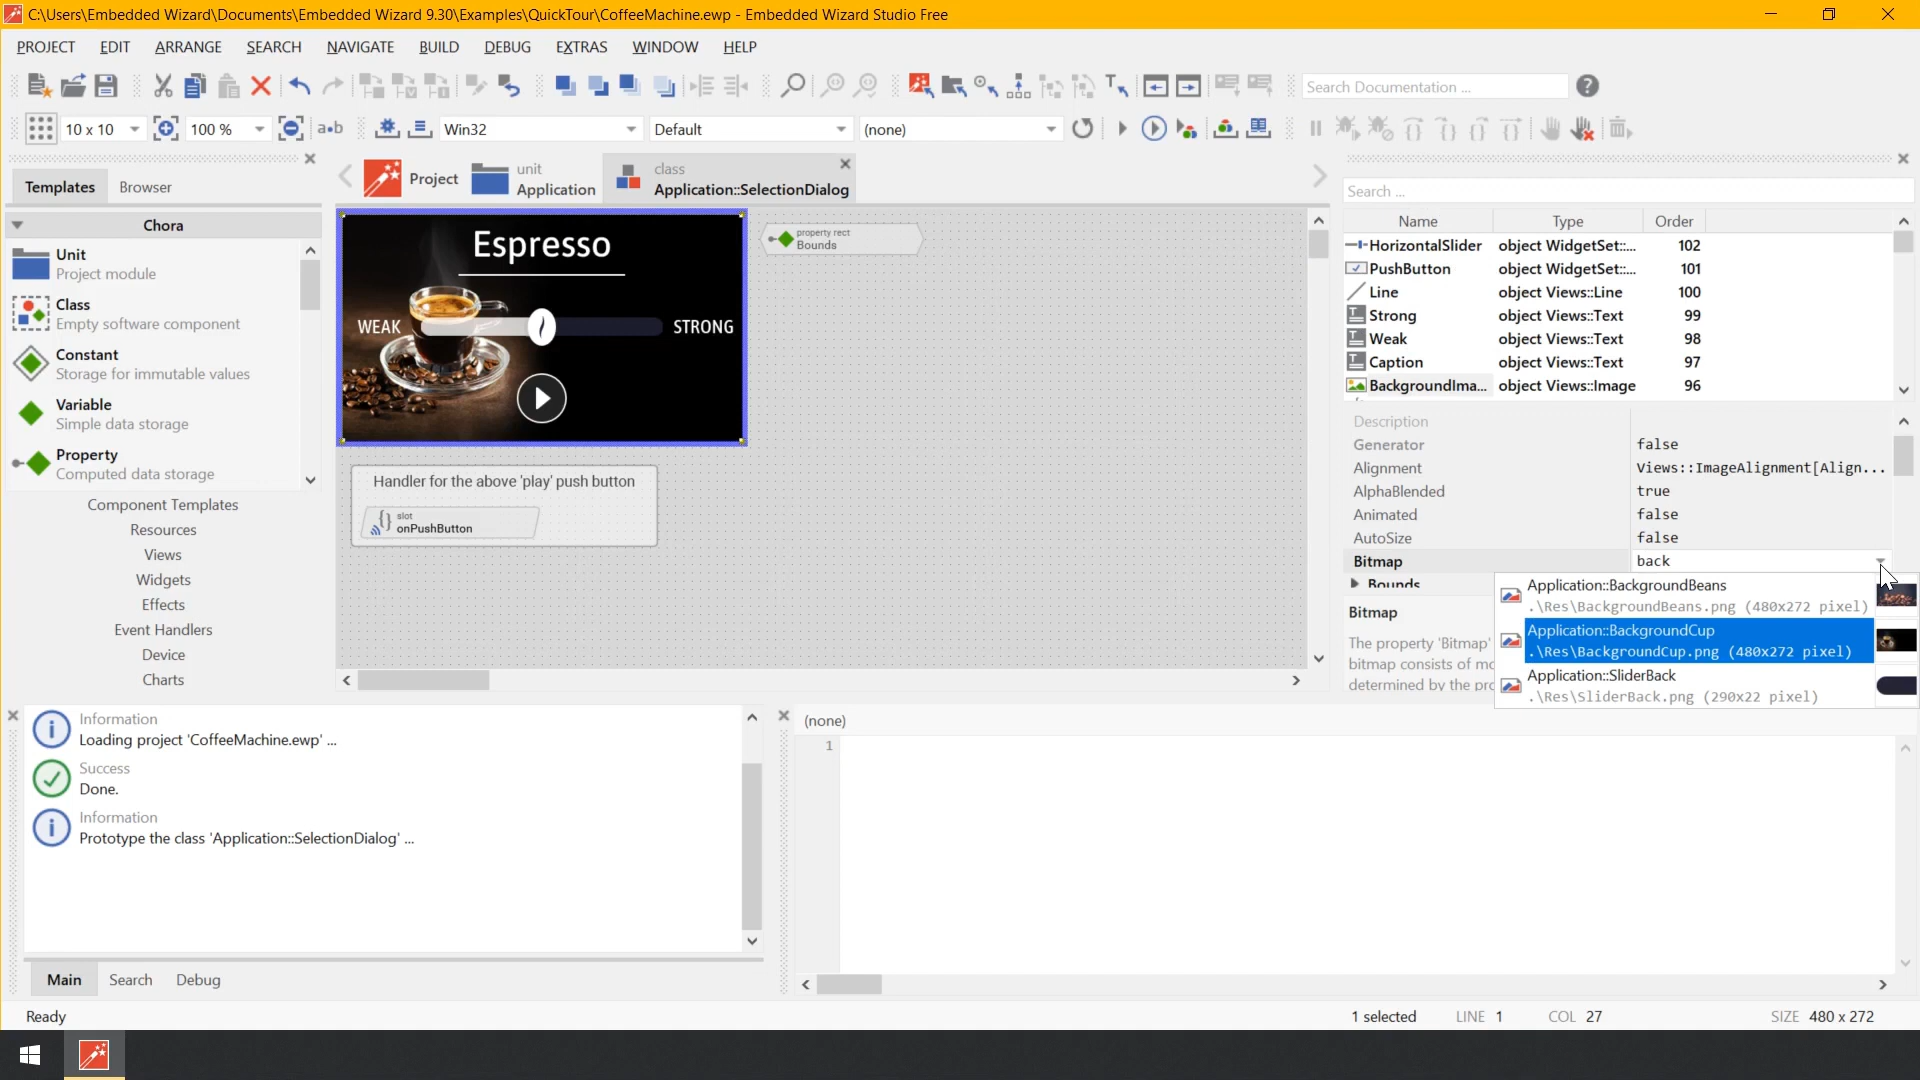 C:\Users\Embedded Wizard\Documents\Embedded Wizard 9.30\Examples\QuickTour\CoffeeMachine.ewp - Embedded Wizard Studio Free
PROJECT EDIT ARRANGE SEARCH NAVIGATE BUILD DEBUG EXTRAS WINDOW HELP
Search Documentation ...
10 x 10 100 % a•b Win32 Default (none)
Templates Browser
Project
unit
Application
class
Application::SelectionDialog
Chora
Unit
Project module
Class
Empty software component
Constant
Storage for immutable values
Variable
Simple data storage
Property
Computed data storage
Component Templates
Resources
Views
Widgets
Effects
Event Handlers
Device
Charts
Espresso
WEAK STRONG
property rect
Bounds
Handler for the above 'play' push button
slot
onPushButton
Search ...
Name Type Order
HorizontalSlider object WidgetSet::... 102
PushButton object WidgetSet::... 101
Line object Views::Line 100
Strong object Views::Text 99
Weak object Views::Text 98
Caption object Views::Text 97
BackgroundIma... object Views::Image 96
Description
Generator false
Alignment Views::ImageAlignment[Align...
AlphaBlended true
Animated false
AutoSize false
Bitmap back
Bounds
Application::BackgroundBeans
.\Res\BackgroundBeans.png (480x272 pixel)
Application::BackgroundCup
.\Res\BackgroundCup.png (480x272 pixel)
Application::SliderBack
.\Res\SliderBack.png (290x22 pixel)
Bitmap
The property 'Bitmap'
bitmap consists of mo
determined by the pro
Information
Loading project 'CoffeeMachine.ewp' ...
Success
Done.
Information
Prototype the class 'Application::SelectionDialog' ...
Main Search Debug
(none)
1
Ready
1 selected LINE 1 COL 27 SIZE 480 x 272